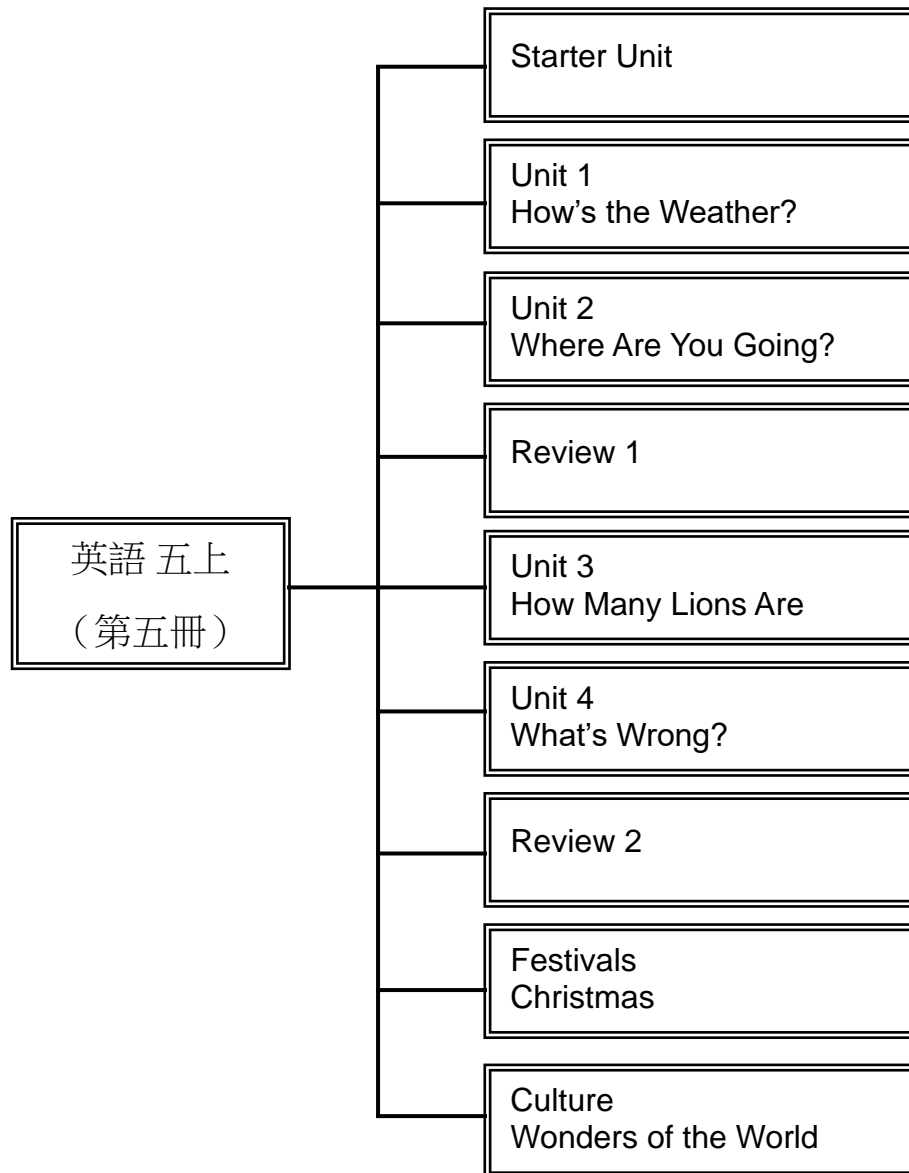 Starter Unit
Unit 1
How's the Weather?
Unit 2
Where Are You Going?
Review 1
英語 五上
（第五冊）
Unit 3
How Many Lions Are
Unit 4
What's Wrong?
Review 2
Festivals
Christmas
Culture
Wonders of the World